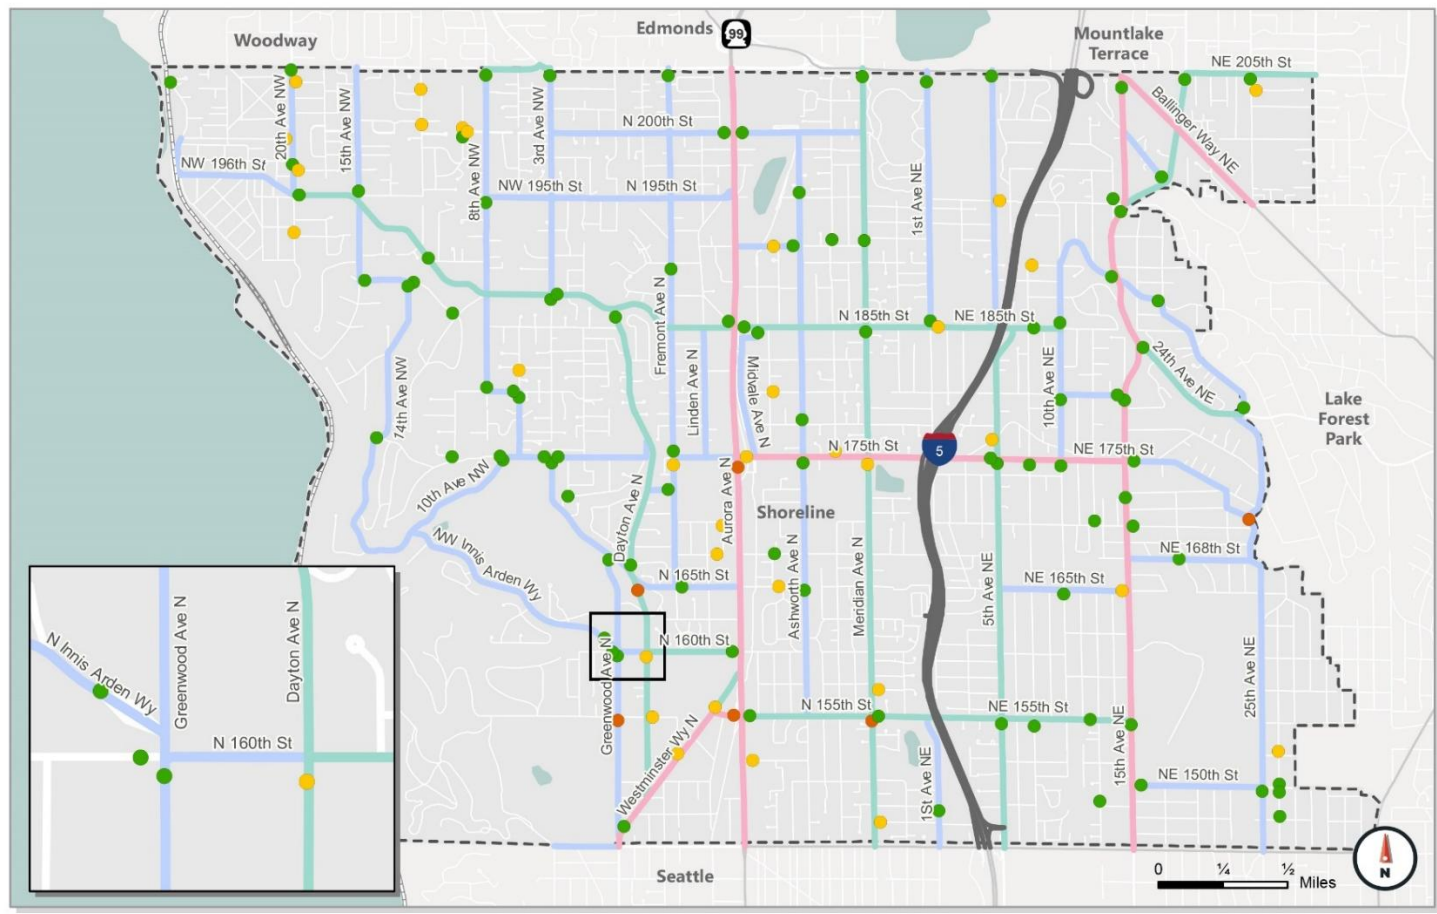 Edmonds
99
Woodway
Mountlake
Terrace
NE 205th St
Ballinger Way NE
20th Ave NW
15th Ave NW
3rd Ave NW
N 200th St
NW 196th St
8th Ave NW
NW 195th St
N 195th St
1st Ave NE
N 185th St
NE 185th St
Fremont Ave N
Linden Ave N
Midvale Ave N
10th Ave NE
24th Ave NE
14th Ave NW
Lake
Forest
Park
N 175th St
5
NE 175th St
10th Ave NW
Dayton Ave N
Aurora Ave N
Shoreline
NW Innis Arden Wy
N 165th St
Ashworth Ave N
Meridian Ave N
5th Ave NE
NE 168th St
NE 165th St
N 160th St
Greenwood Ave N
Westminster Wy N
N 155th St
NE 155th St
1St Ave NE
15th Ave NE
25th Ave NE
NE 150th St
N Innis Arden Wy
Greenwood Ave N
Dayton Ave N
N 160th St
Seattle
0 ¼ ½
Miles
N